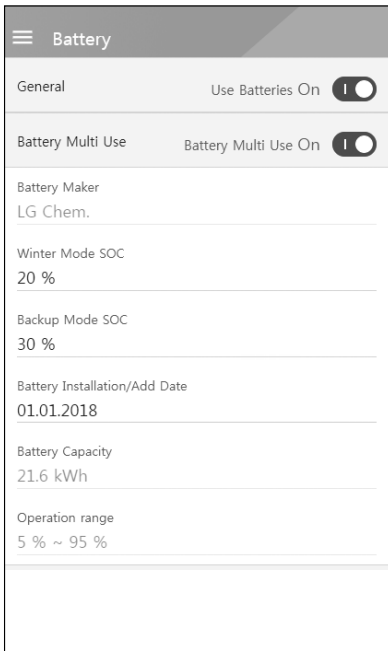 Battery
General Use Batteries On
Battery Multi Use Battery Multi Use On
Battery Maker
LG Chem.
Winter Mode SOC
20 %
Backup Mode SOC
30 %
Battery Installation/Add Date
01.01.2018
Battery Capacity
21.6 kWh
Operation range
5 % ~ 95 %